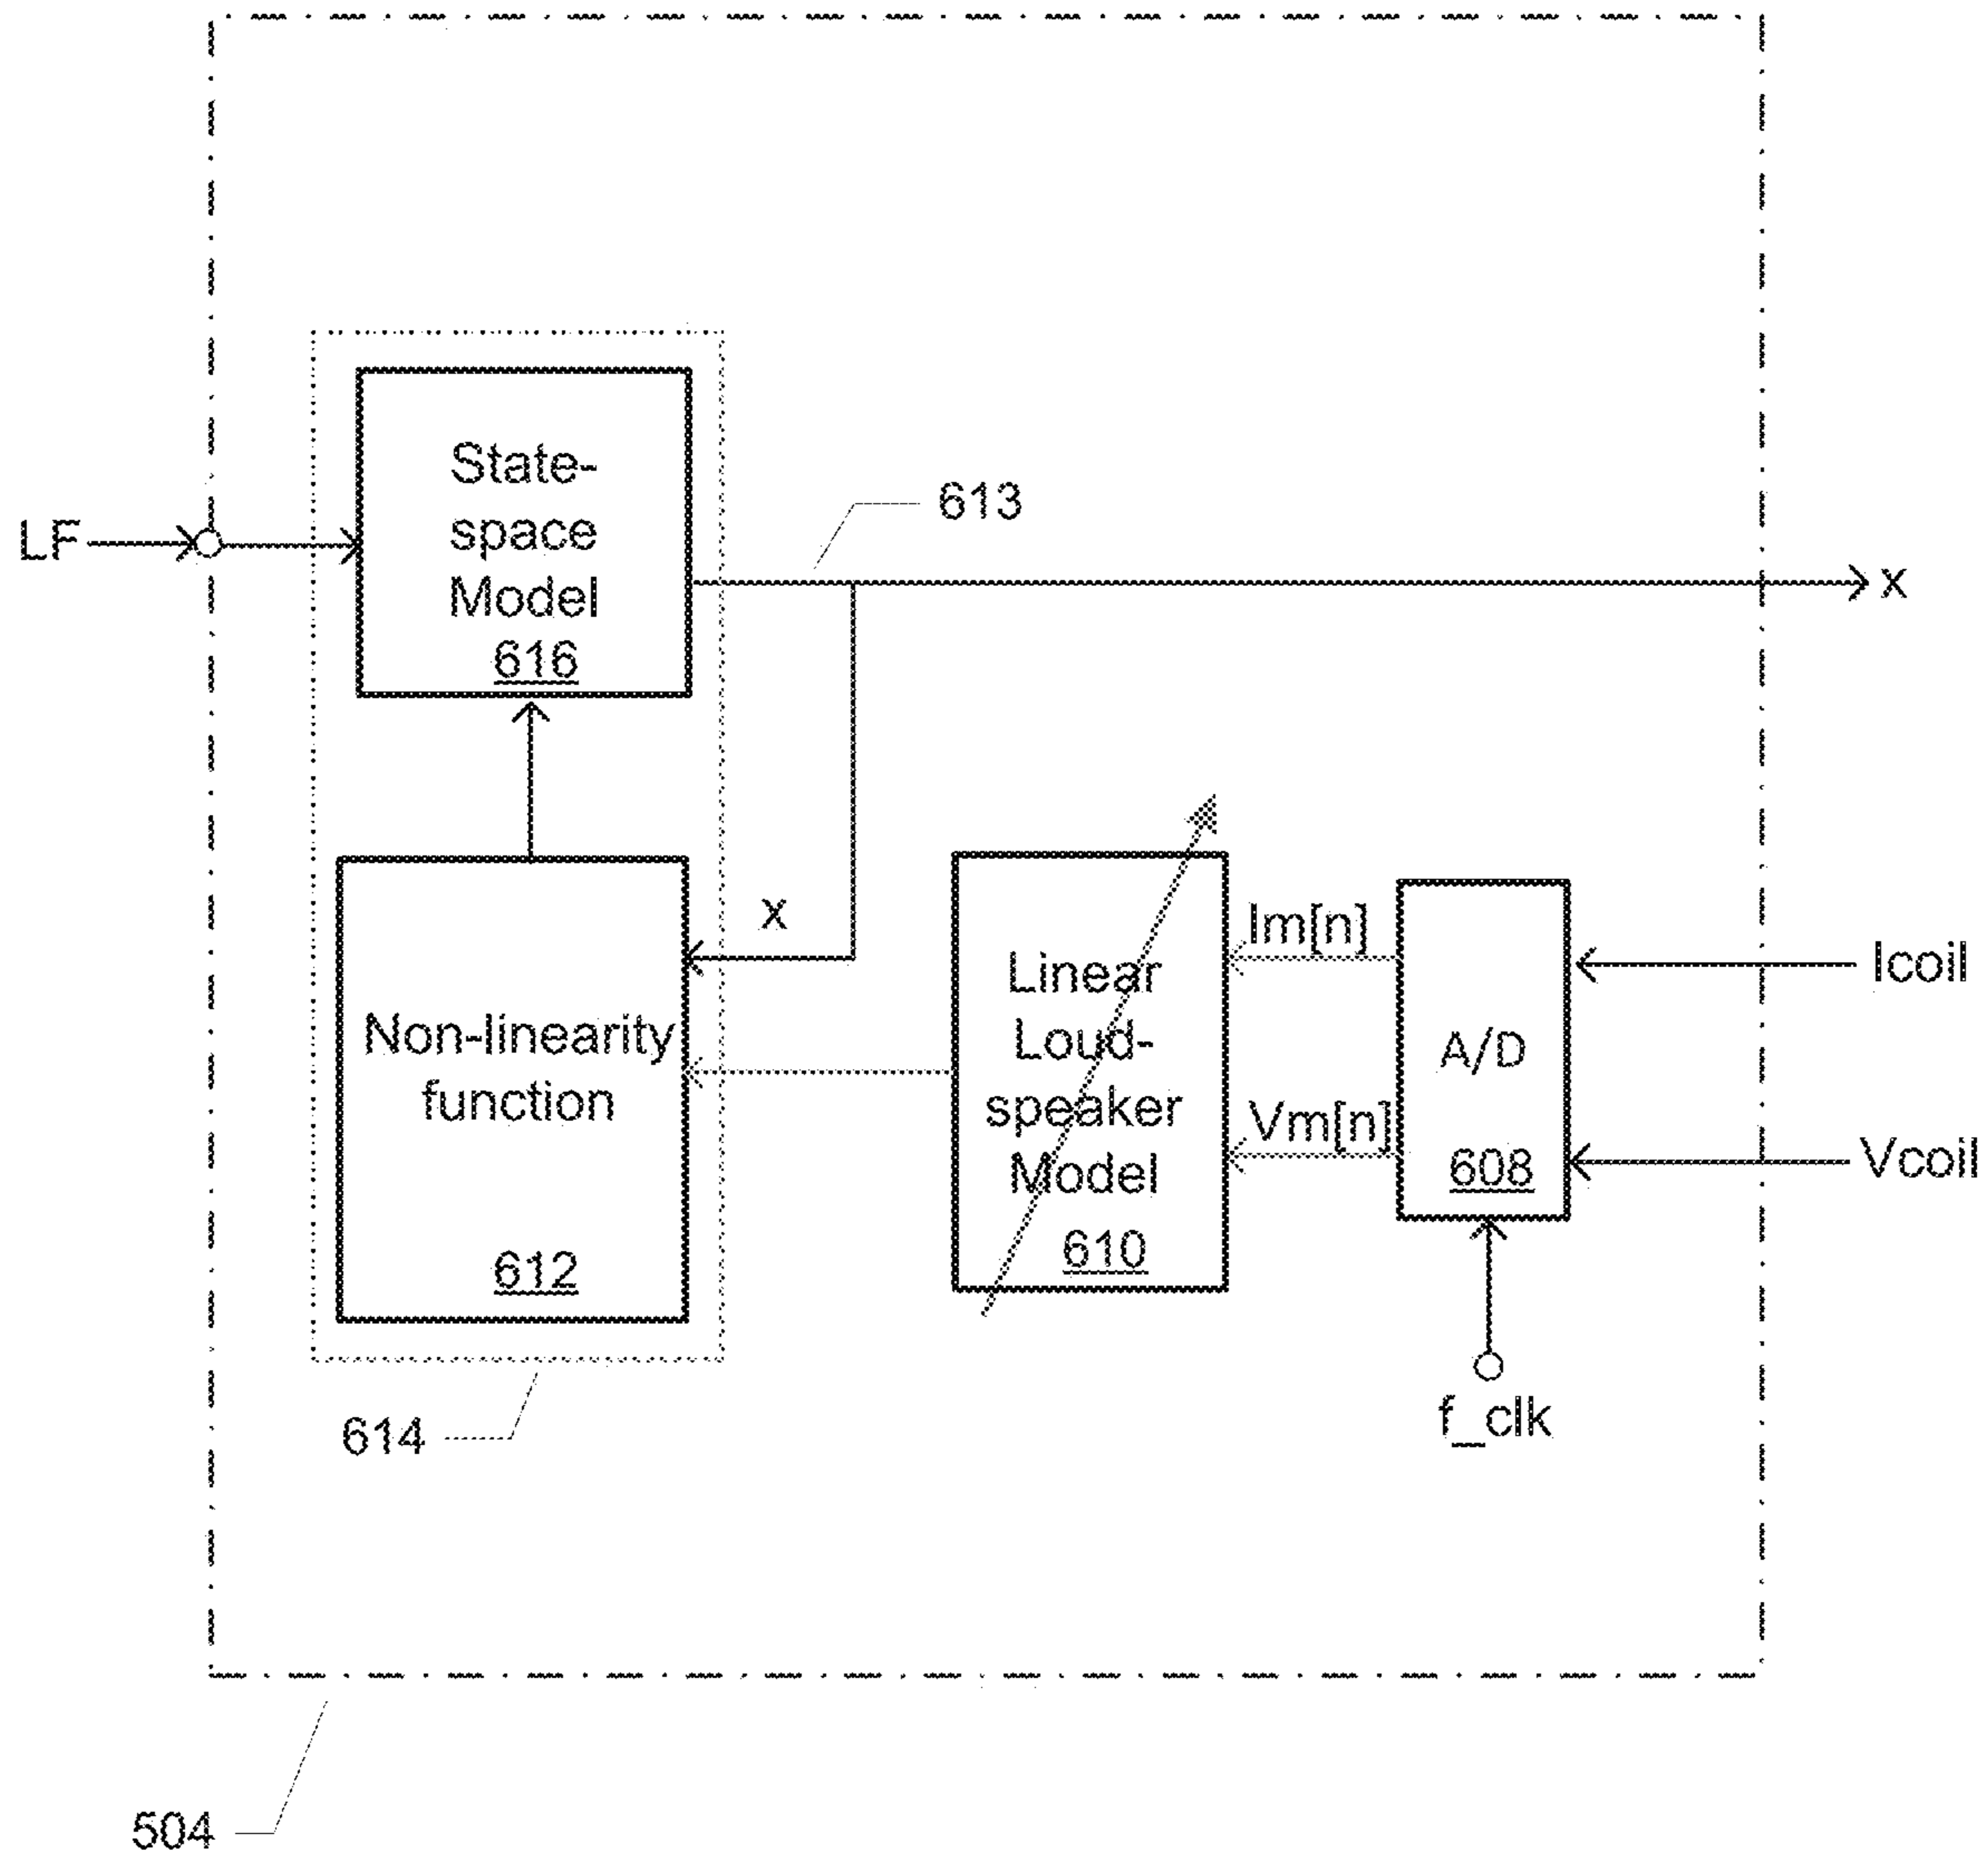 State-
space
Model
616
LF
613
x
x
Non-linearity
function
612
Linear
Loud-
speaker
Model
610
Im[n]
Vm[n]
A/D
608
Icoil
Vcoil
f_clk
614
504